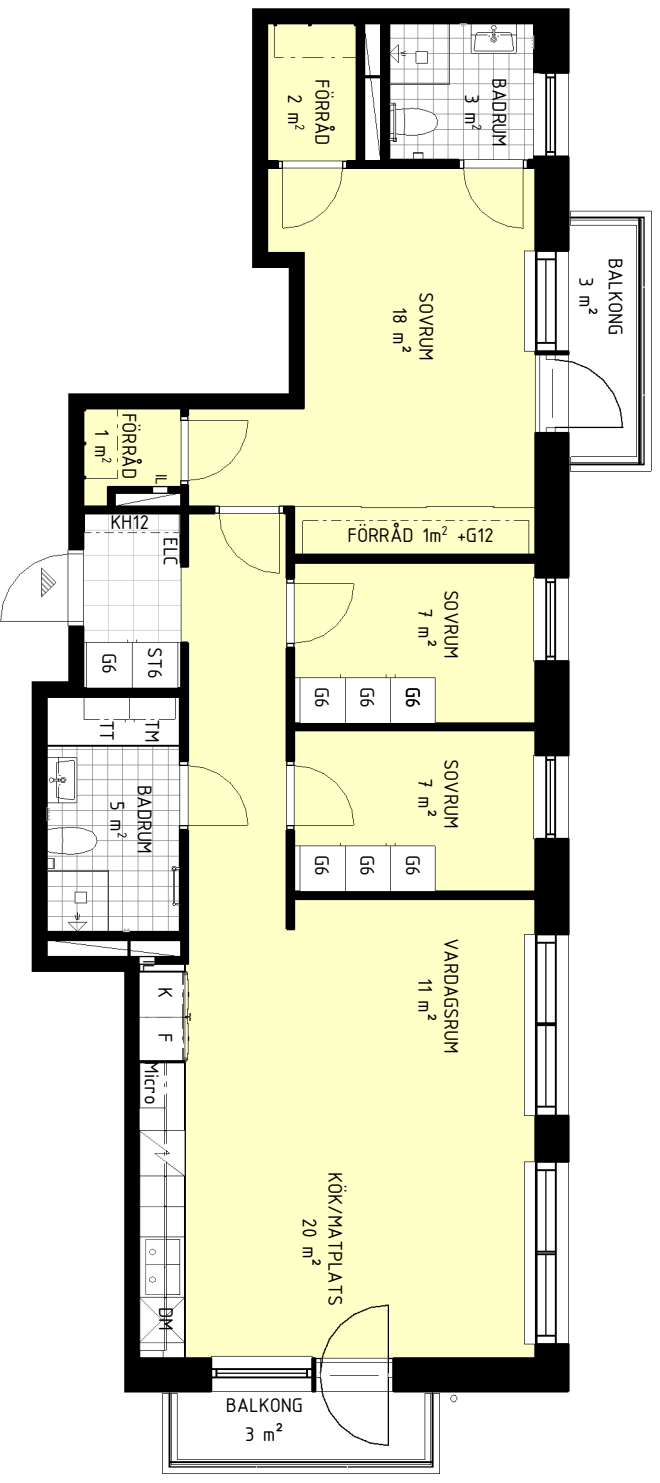 FÖRRÅD
2 m²
BADRUM
3 m²
BALKONG
3 m²
SOVRUM
18 m²
FÖRRÅD
1 m²
IL
KH12
ELC
FÖRRÅD 1m² +G12
SOVRUM
7 m²
G6
ST6
G6
G6
G6
TT
TM
BADRUM
5 m²
SOVRUM
7 m²
G6
G6
G6
VARDAGSRUM
11 m²
K
F
Micro
KÖK/MATPLATS
20 m²
DM
BALKONG
3 m²